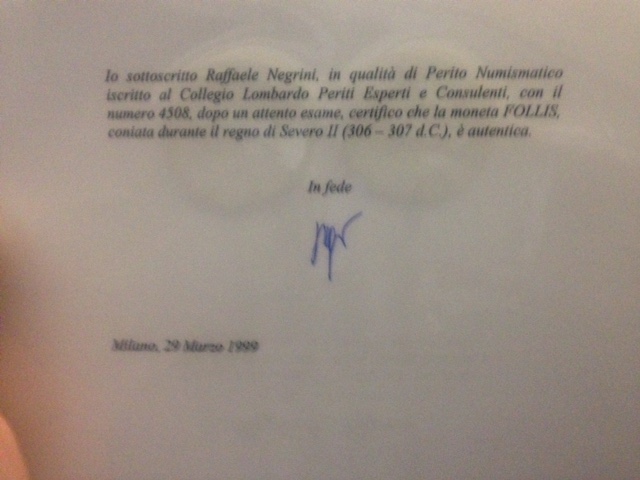 Io sottoscritto Raffaele Negrini, in qualità di Perito Numismatico
iscritto al Collegio Lombardo Periti Esperti e Consulenti, con il
numero 4508, dopo un attento esame, certifico che la moneta FOLLIS,
coniata durante il regno di Severo II (306 – 307 d.C.), è autentica.
In fede
Milano, 29 Marzo 1999